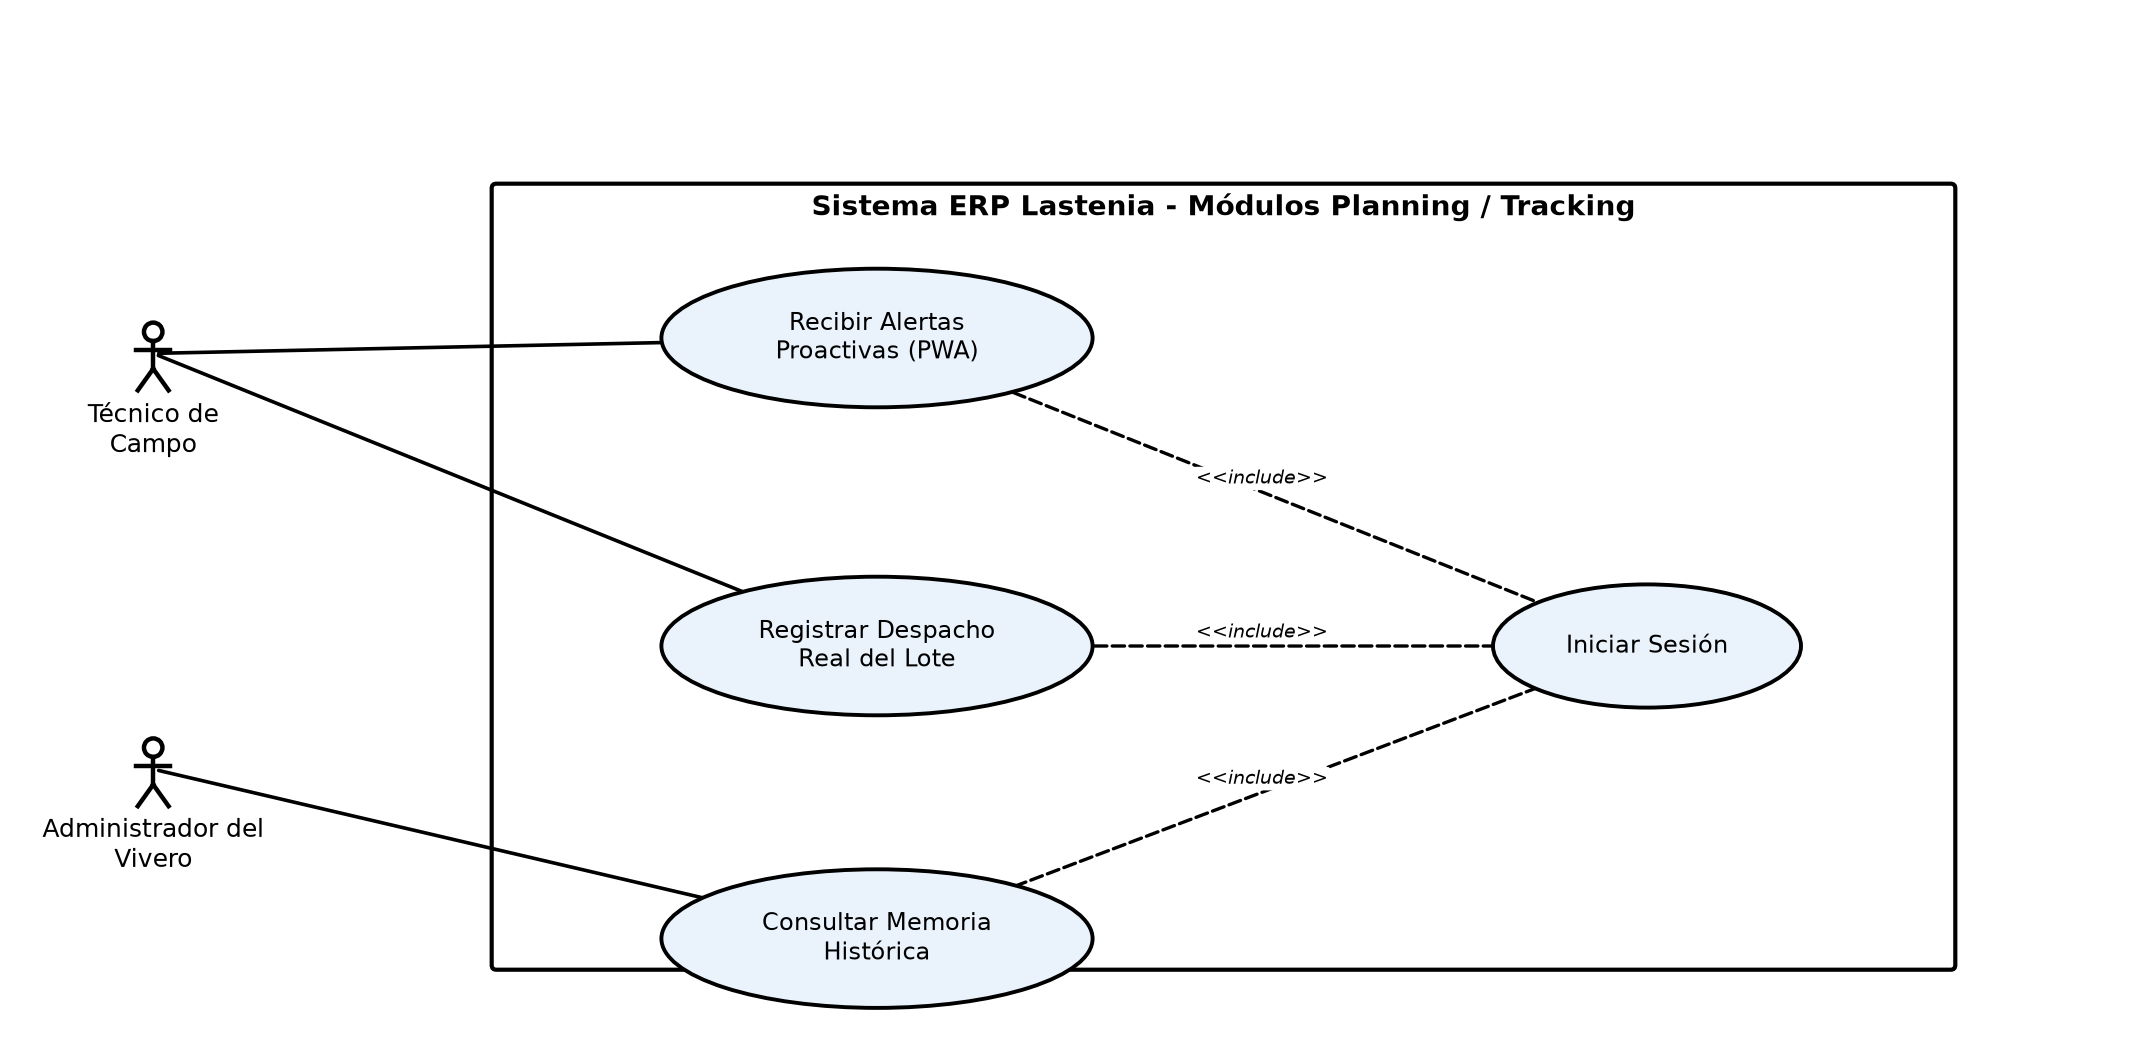 Sistema ERP Lastenia - Módulos Planning / Tracking
Recibir Alertas
Proactivas (PWA)
Técnico de
Campo
<<include>>
Registrar Despacho
Real del Lote
<<include>>
Iniciar Sesión
<<include>>
Administrador del
Vivero
Consultar Memoria
Histórica